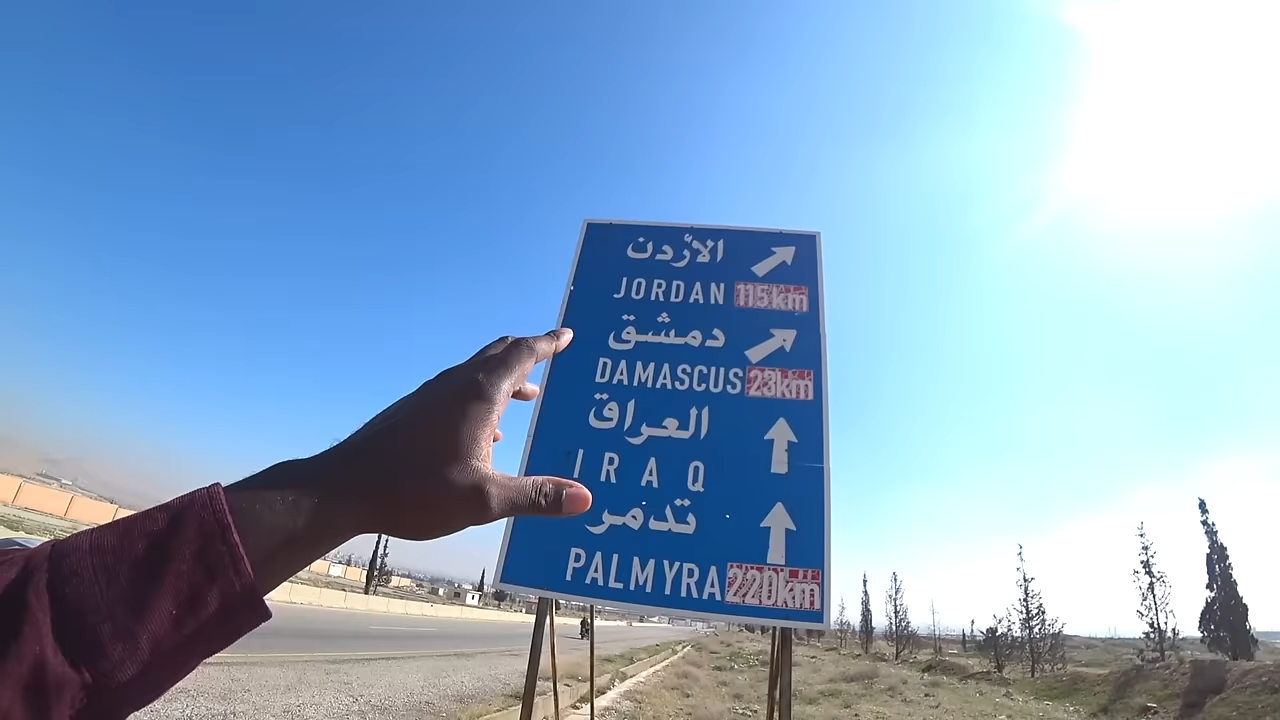 الأردن
JORDAN 115km
دمشق
DAMASCUS 23km
العراق
IRAQ
تدمر
PALMYRA 220km